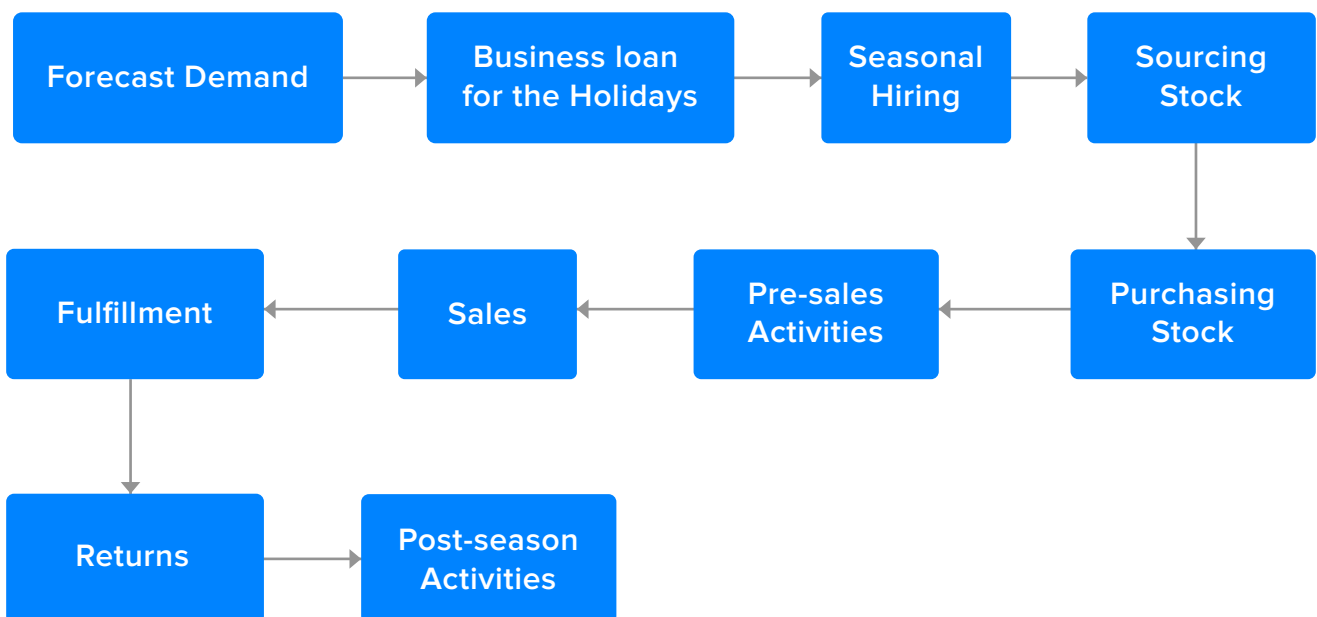 Forecast Demand
Business loan
for the Holidays
Seasonal
Hiring
Sourcing
Stock
Purchasing
Stock
Pre-sales
Activities
Sales
Fulfillment
Returns
Post-season
Activities